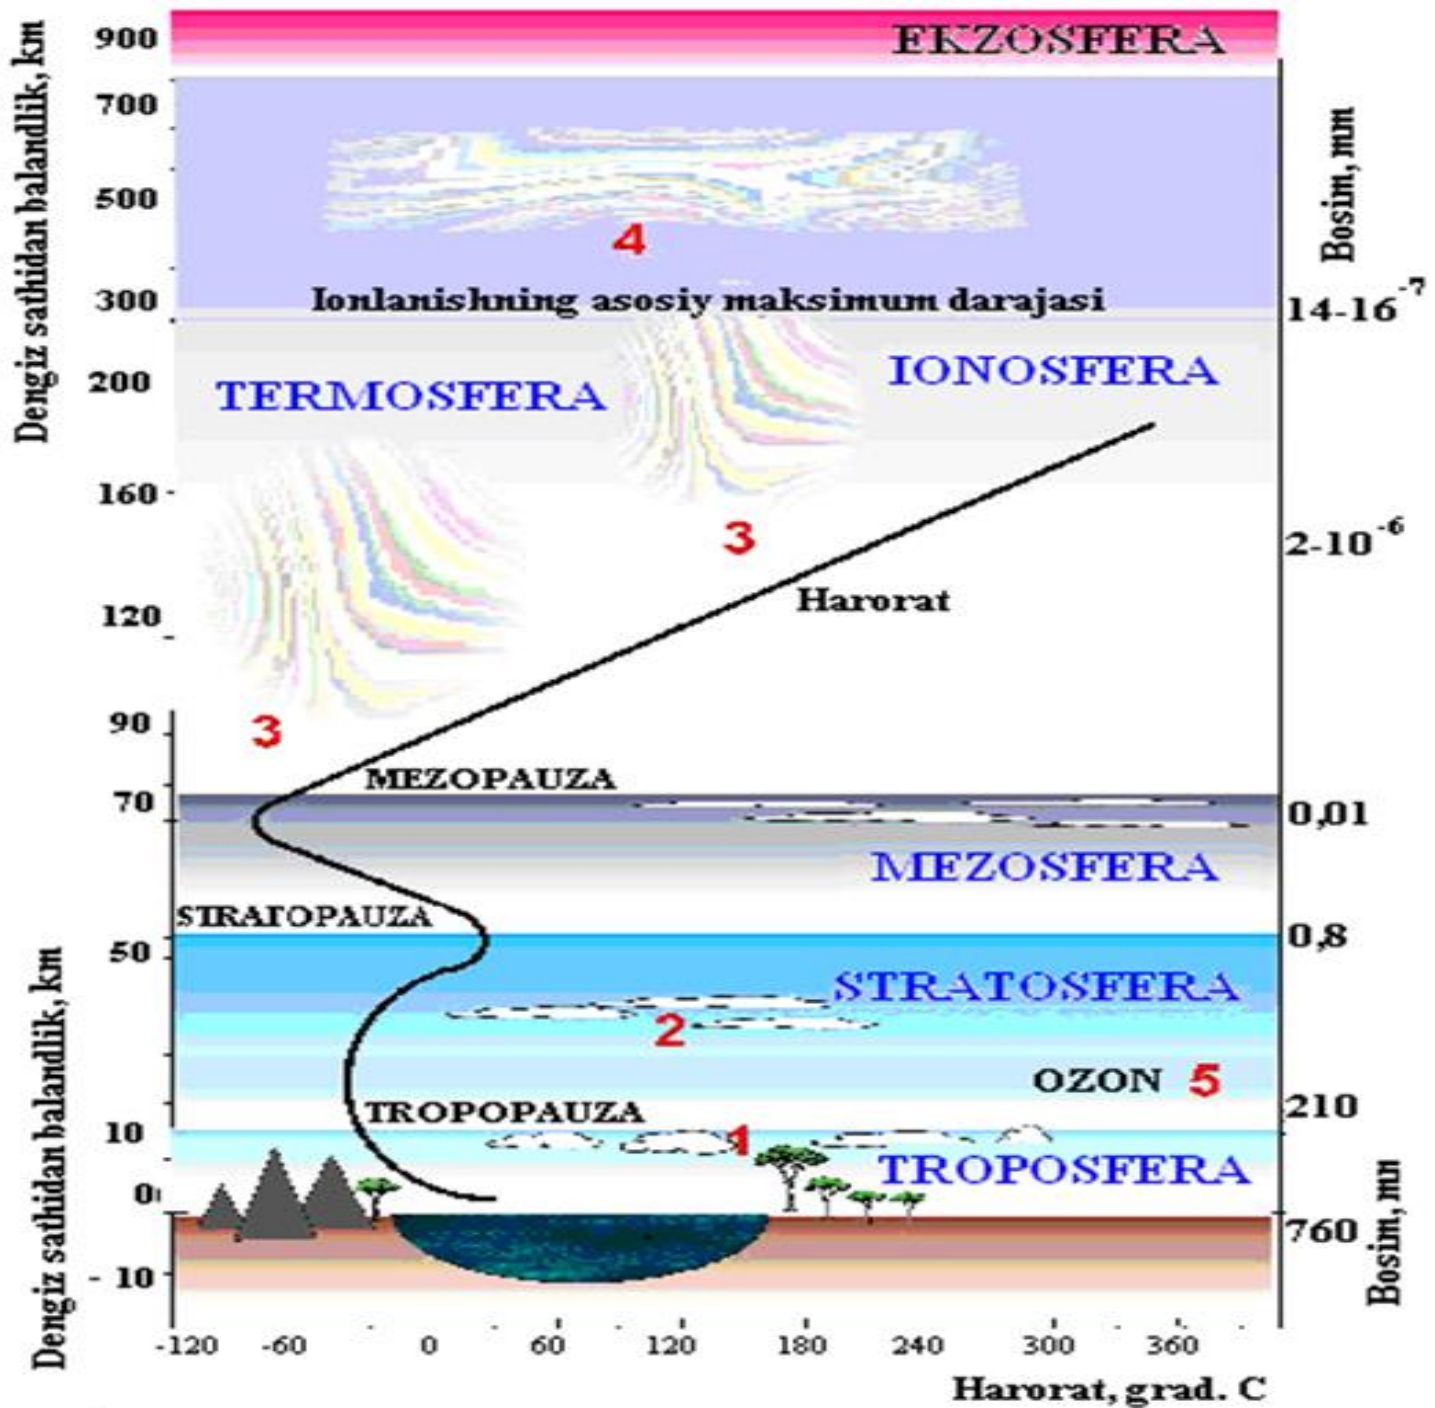 Dengiz sathidan balandlik, km
900
EKZOSFERA
700
Bosim, mm
500
4
300
Ionlanishning asosiy maksimum darajasi
14-16⁻⁷
200
TERMOSFERA
IONOSFERA
160
3
2-10⁻⁶
Harorat
120
90
3
MEZOPAUZA
70
0,01
MEZOSFERA
STRATOPAUZA
50
0,8
STRATOSFERA
2
OZON 5
TROPOPAUZA
210
10
1
TROPOSFERA
0
760
- 10
Dengiz sathidan balandlik, km
Bosim, mn
-120 -60 0 60 120 180 240 300 360
Harorat, grad. C